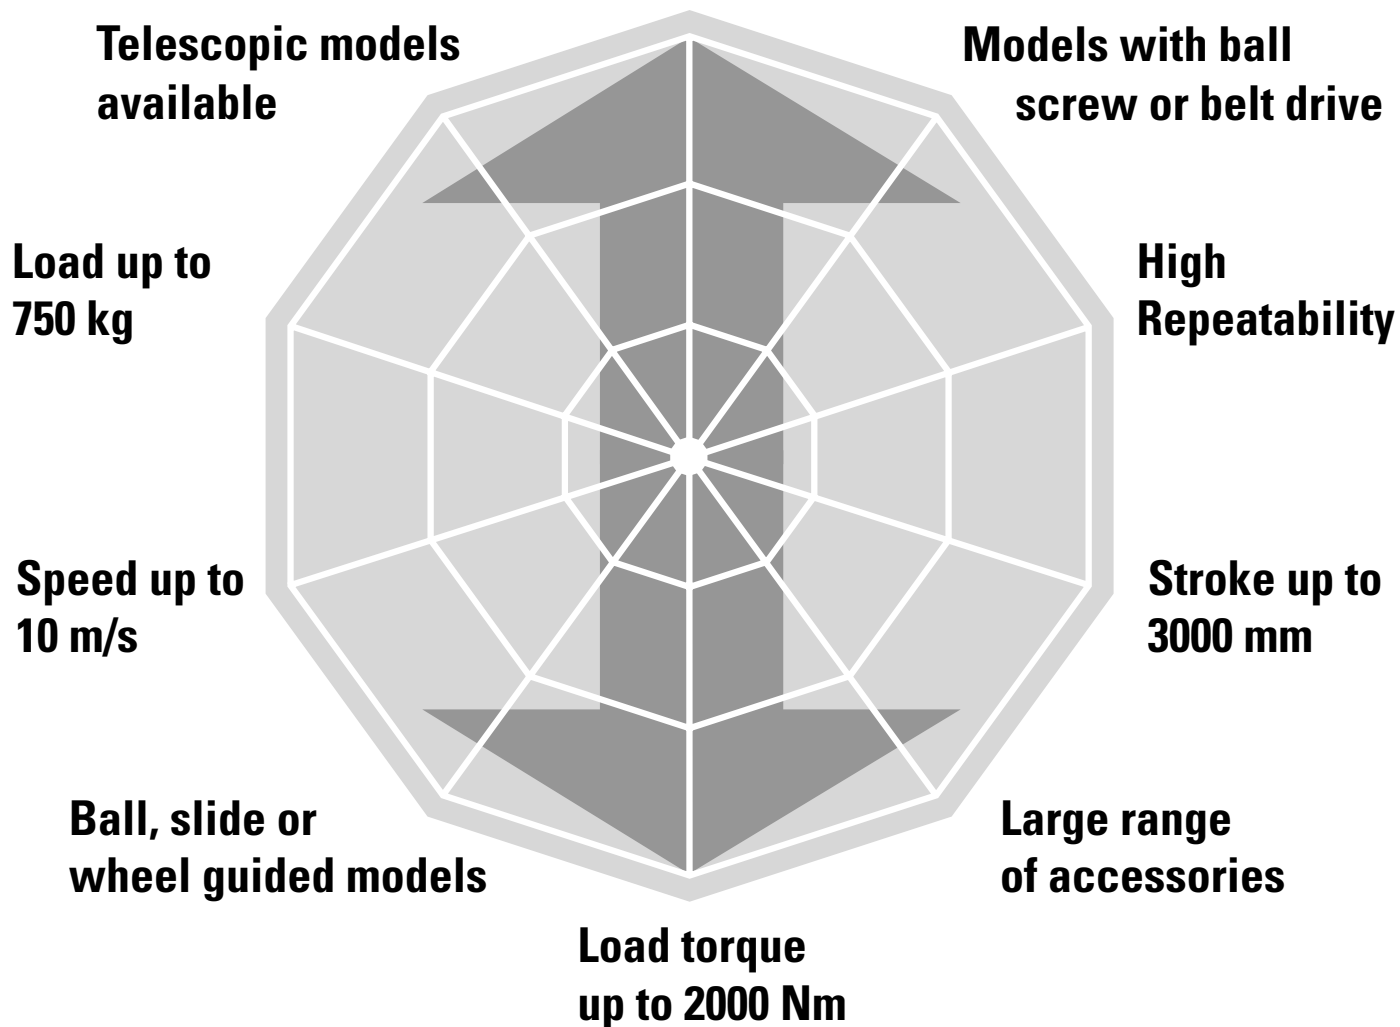 Telescopic models
available
Models with ball
screw or belt drive
Load up to
750 kg
High
Repeatability
Speed up to
10 m/s
Stroke up to
3000 mm
Ball, slide or
wheel guided models
Large range
of accessories
Load torque
up to 2000 Nm